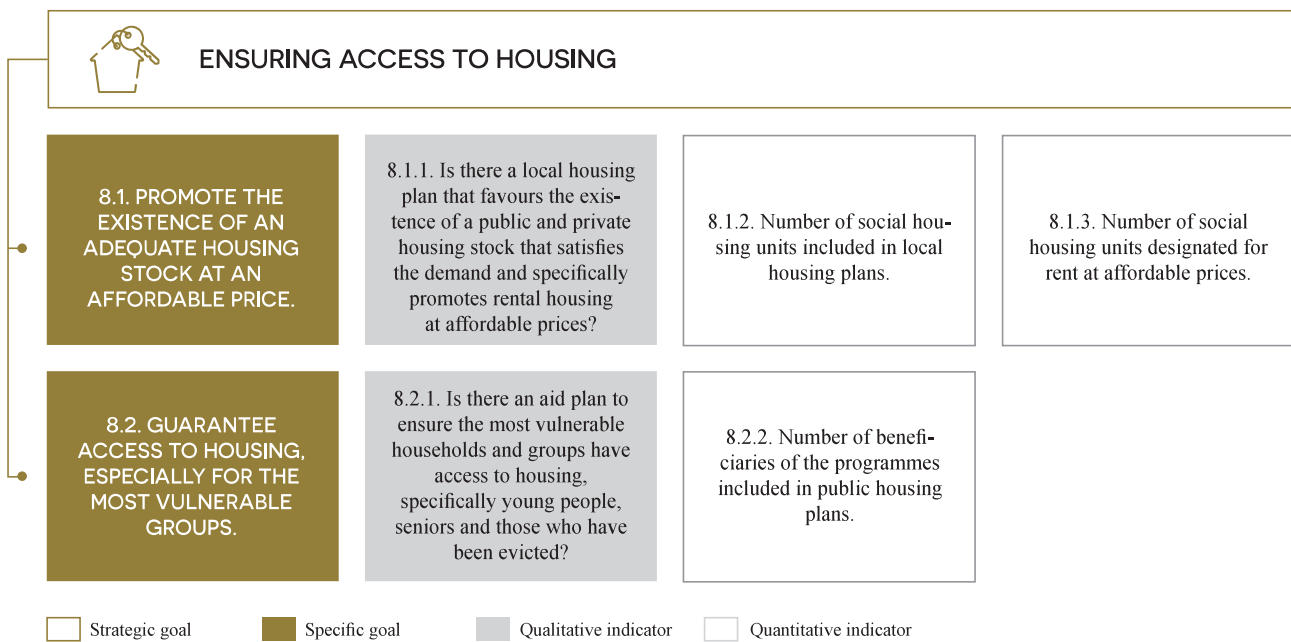 ENSURING ACCESS TO HOUSING
8.1. PROMOTE THE
EXISTENCE OF AN
ADEQUATE HOUSING
STOCK AT AN
AFFORDABLE PRICE.
8.1.1. Is there a local housing
plan that favours the exis-
tence of a public and private
housing stock that satisfies
the demand and specifically
promotes rental housing
at affordable prices?
8.1.2. Number of social hou-
sing units included in local
housing plans.
8.1.3. Number of social
housing units designated for
rent at affordable prices.
8.2. GUARANTEE
ACCESS TO HOUSING,
ESPECIALLY FOR THE
MOST VULNERABLE
GROUPS.
8.2.1. Is there an aid plan to
ensure the most vulnerable
households and groups have
access to housing,
specifically young people,
seniors and those who have
been evicted?
8.2.2. Number of benefi-
ciaries of the programmes
included in public housing
plans.
Strategic goal
Specific goal
Qualitative indicator
Quantitative indicator